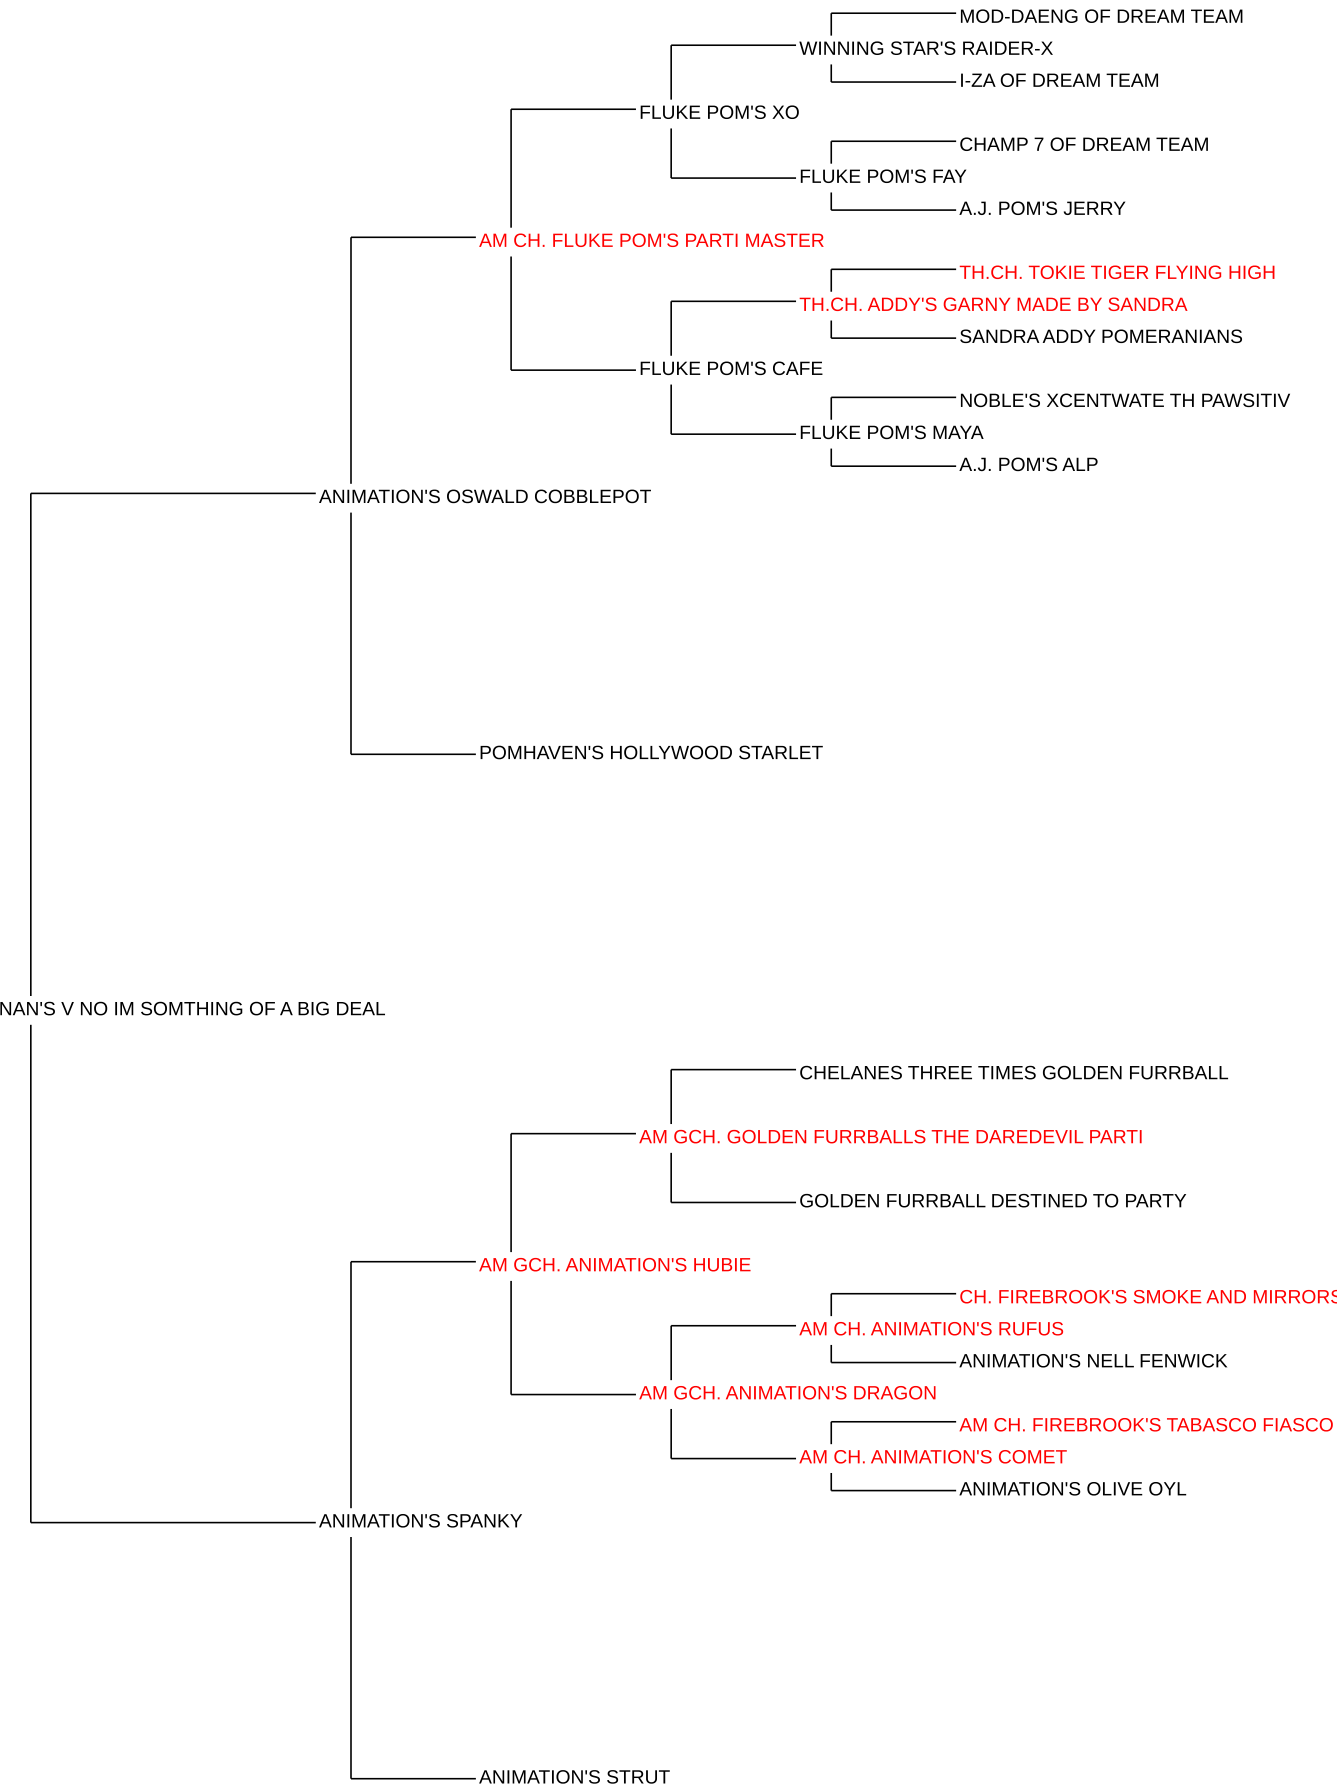 MOD-DAENG OF DREAM TEAM
WINNING STAR'S RAIDER-X
I-ZA OF DREAM TEAM
FLUKE POM'S XO
CHAMP 7 OF DREAM TEAM
FLUKE POM'S FAY
A.J. POM'S JERRY
AM CH. FLUKE POM'S PARTI MASTER
TH.CH. TOKIE TIGER FLYING HIGH
TH.CH. ADDY'S GARNY MADE BY SANDRA
SANDRA ADDY POMERANIANS
FLUKE POM'S CAFE
NOBLE'S XCENTWATE TH PAWSITIV
FLUKE POM'S MAYA
A.J. POM'S ALP
ANIMATION'S OSWALD COBBLEPOT
POMHAVEN'S HOLLYWOOD STARLET
NAN'S V NO IM SOMTHING OF A BIG DEAL
CHELANES THREE TIMES GOLDEN FURRBALL
AM GCH. GOLDEN FURRBALLS THE DAREDEVIL PARTI
GOLDEN FURRBALL DESTINED TO PARTY
AM GCH. ANIMATION'S HUBIE
CH. FIREBROOK'S SMOKE AND MIRRORS
AM CH. ANIMATION'S RUFUS
ANIMATION'S NELL FENWICK
AM GCH. ANIMATION'S DRAGON
AM CH. FIREBROOK'S TABASCO FIASCO
AM CH. ANIMATION'S COMET
ANIMATION'S OLIVE OYL
ANIMATION'S SPANKY
ANIMATION'S STRUT